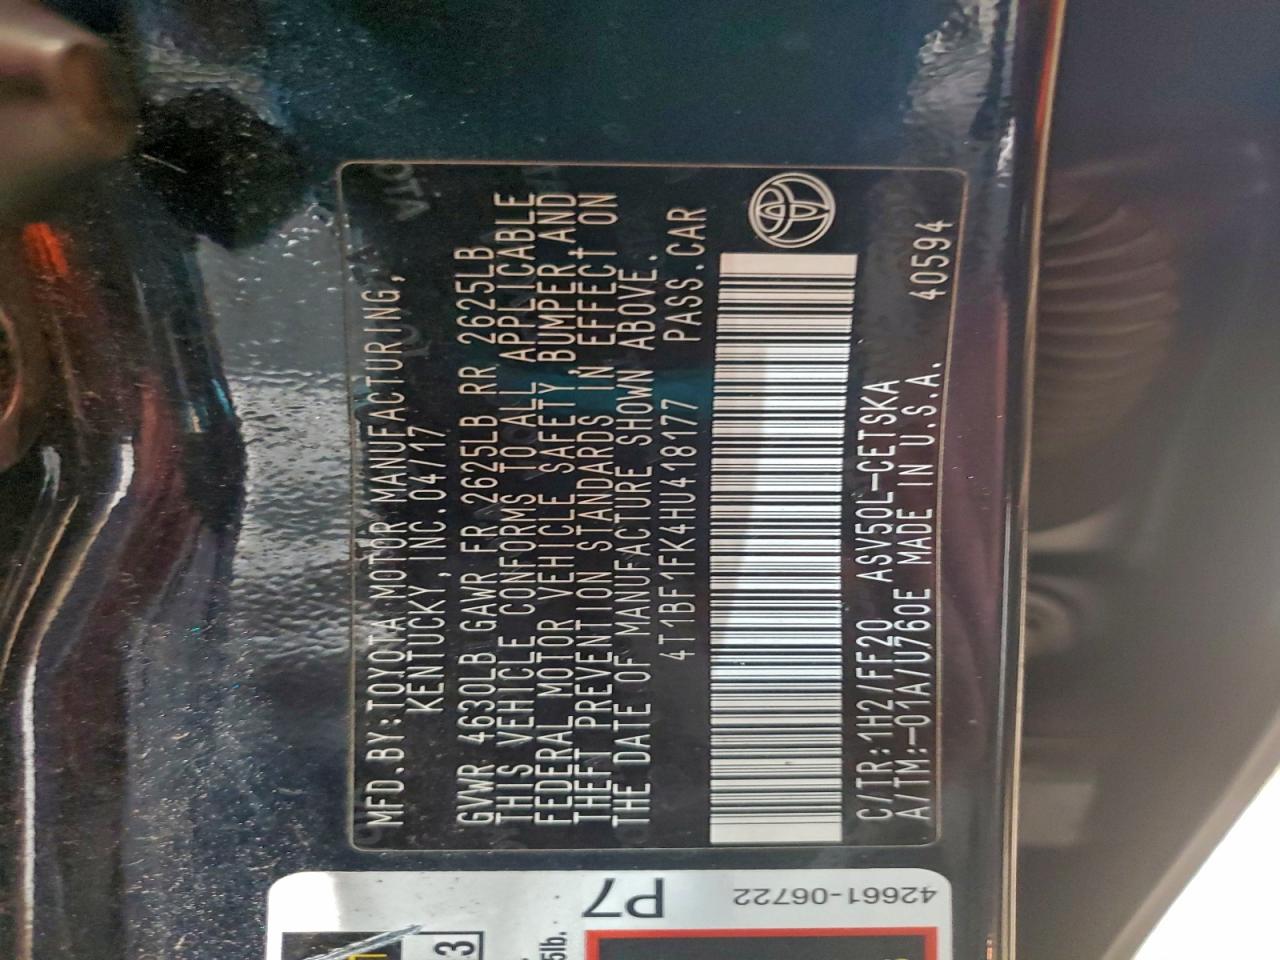 MFD.BY:TOYOTA MOTOR MANUFACTURING,
KENTUCKY,INC.04/17
GVWR 4630LB GAWR FR 2625LB RR 2625LB
THIS VEHICLE CONFORMS TO ALL APPLICABLE
FEDERAL MOTOR VEHICLE SAFETY,BUMPER,AND
THEFT PREVENTION STANDARDS IN EFFECT ON
THE DATE OF MANUFACTURE SHOWN ABOVE.
4T1BF1FK4HU418177 PASS.CAR
C/TR:1H2/FF20 ASV50L-CETSKA
A/TM:-01A/U760E MADE IN U.S.A. 40594
42661-06722
P7
3
5lb.